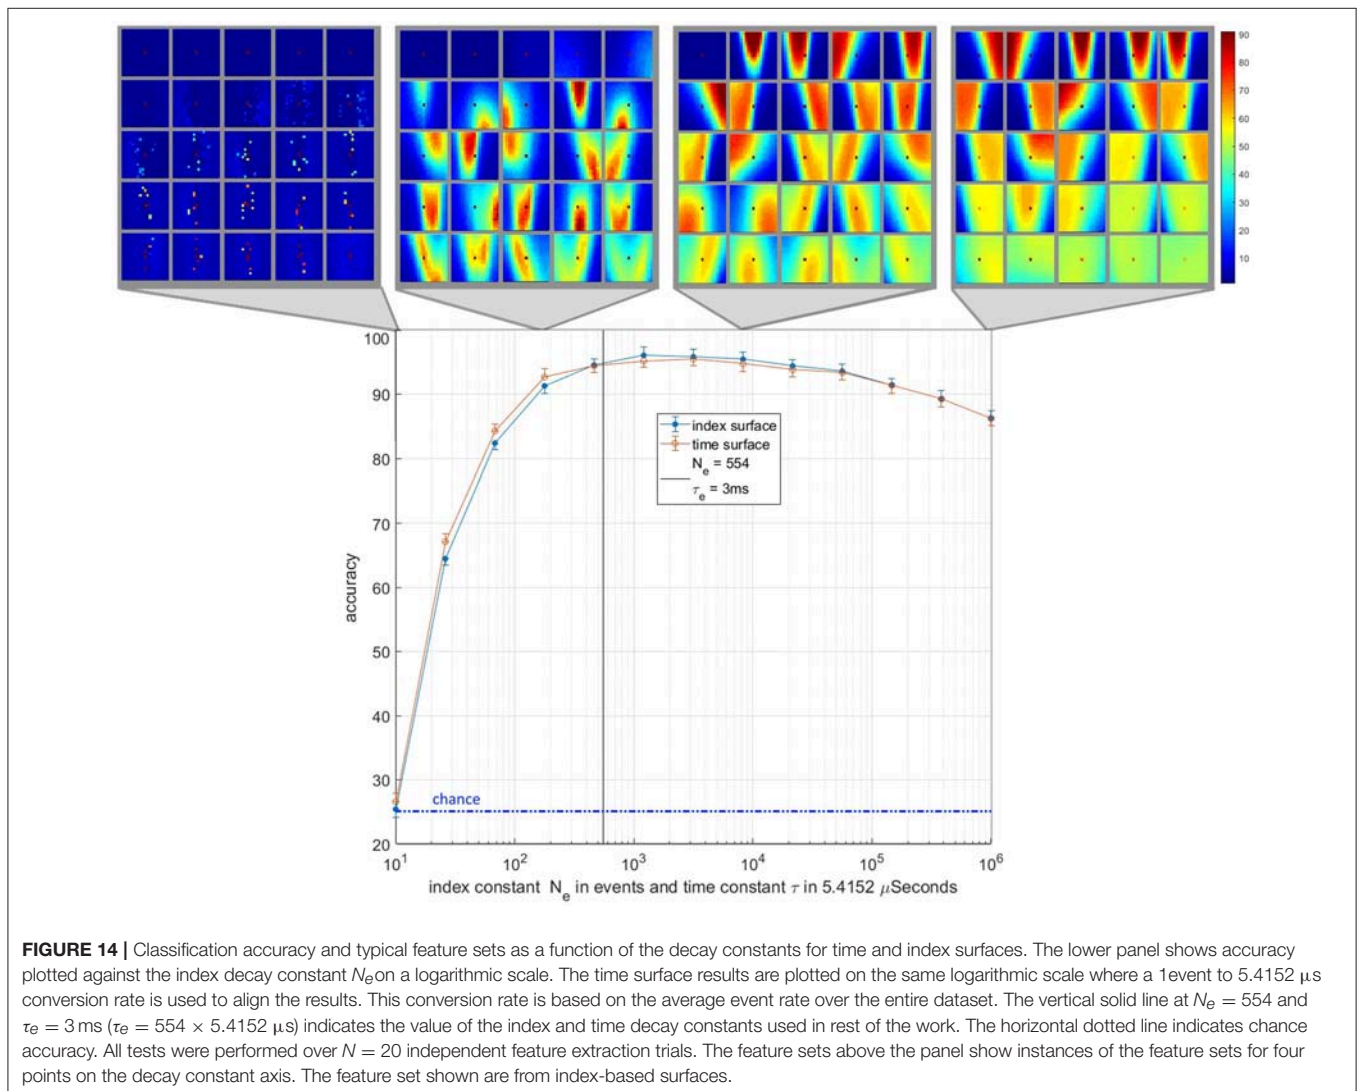 90
80
70
60
50
40
30
20
10
100
90
80
70
60
50
40
30
20
accuracy
index surface
time surface
N_e = 554
τ_e = 3ms
chance
10^1 10^2 10^3 10^4 10^5 10^6
index constant N_e in events and time constant τ in 5.4152 μSeconds
FIGURE 14 | Classification accuracy and typical feature sets as a function of the decay constants for time and index surfaces. The lower panel shows accuracy
plotted against the index decay constant N_e on a logarithmic scale. The time surface results are plotted on the same logarithmic scale where a 1event to 5.4152 μs
conversion rate is used to align the results. This conversion rate is based on the average event rate over the entire dataset. The vertical solid line at N_e = 554 and
τ_e = 3 ms (τ_e = 554 × 5.4152 μs) indicates the value of the index and time decay constants used in rest of the work. The horizontal dotted line indicates chance
accuracy. All tests were performed over N = 20 independent feature extraction trials. The feature sets above the panel show instances of the feature sets for four
points on the decay constant axis. The feature set shown are from index-based surfaces.